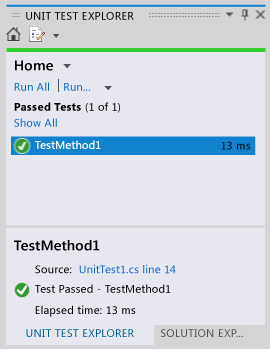 UNIT TEST EXPLORER
Home
Run All Run...
Passed Tests (1 of 1)
Show All
TestMethod1 13 ms
TestMethod1
Source: UnitTest1.cs line 14
Test Passed - TestMethod1
Elapsed time: 13 ms
UNIT TEST EXPLORER SOLUTION EXP...